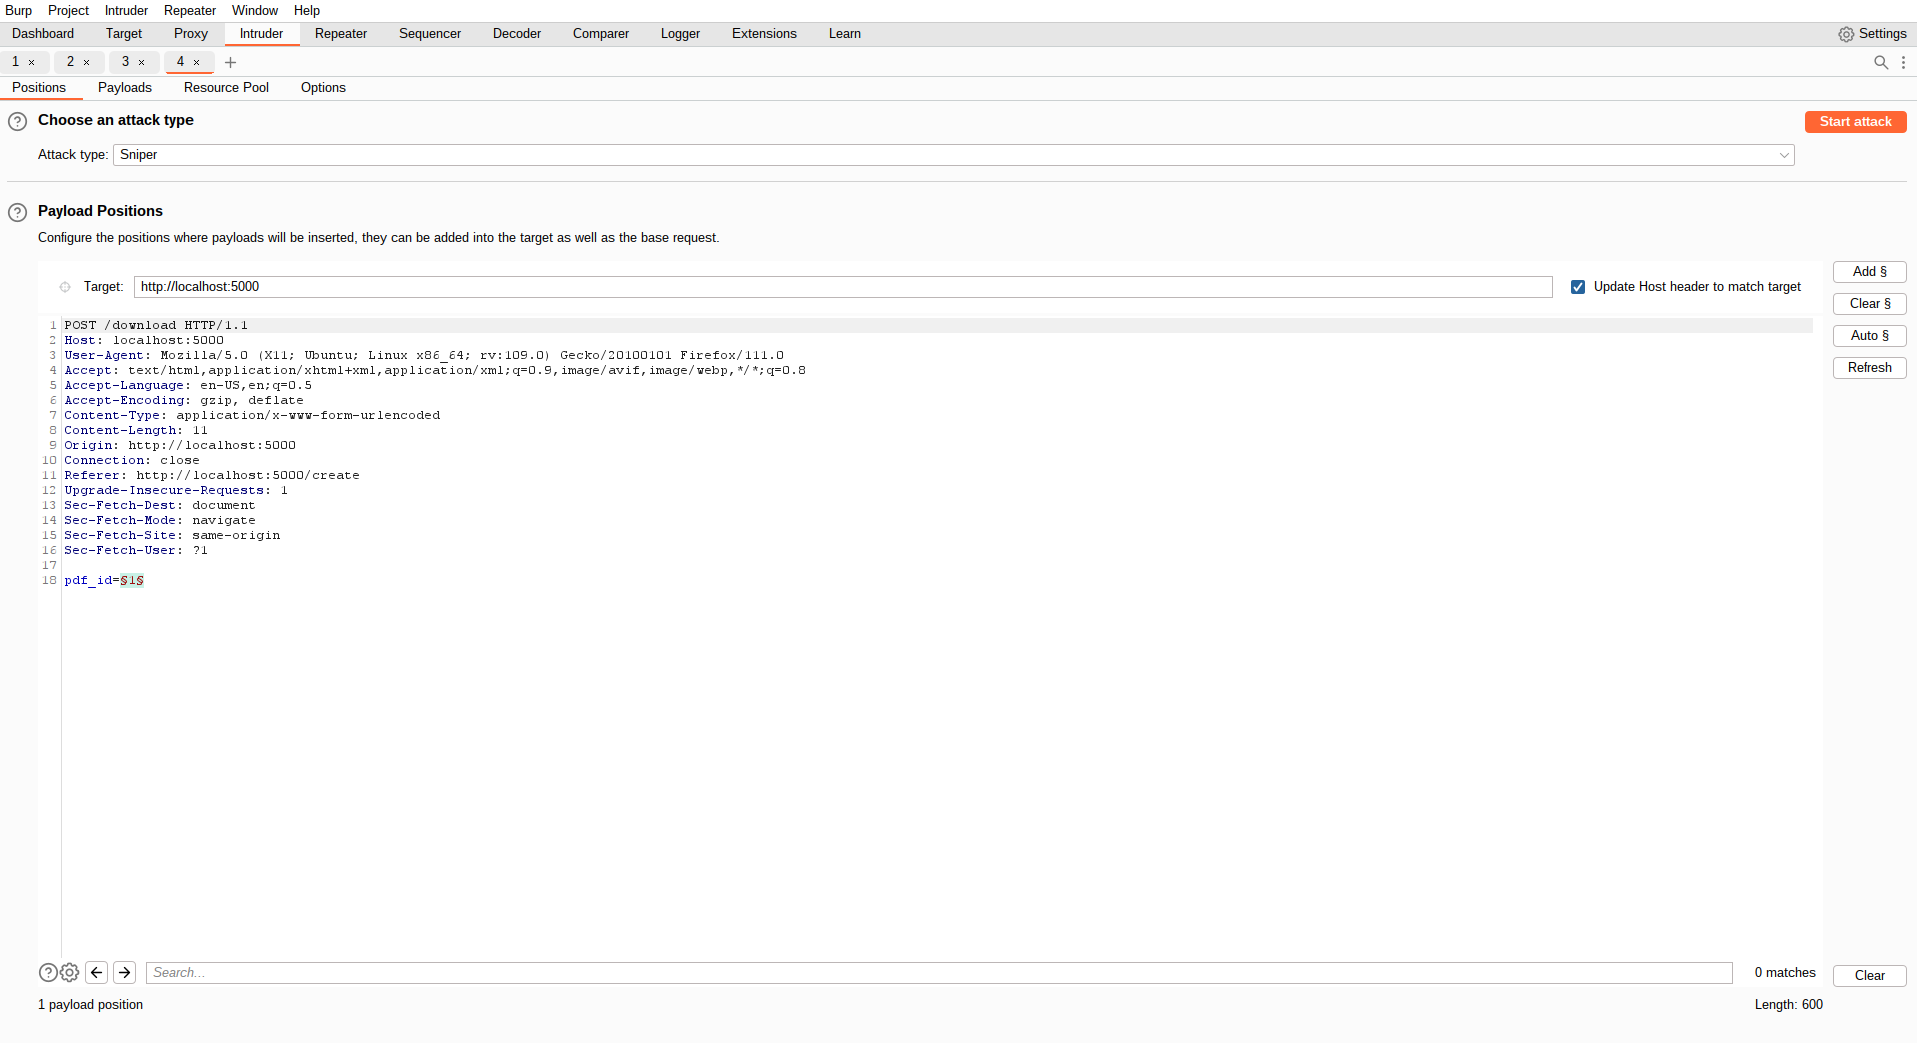 Burp Project Intruder Repeater Window Help
Dashboard Target Proxy Intruder Repeater Sequencer Decoder Comparer Logger Extensions Learn Settings
1 × 2 × 3 × 4 × +
Positions Payloads Resource Pool Options
? Choose an attack type Start attack
Attack type: Sniper
? Payload Positions
Configure the positions where payloads will be inserted, they can be added into the target as well as the base request.
Target: http://localhost:5000 Update Host header to match target
Add §
Clear §
Auto §
Refresh
1 POST /download HTTP/1.1
2 Host: localhost:5000
3 User-Agent: Mozilla/5.0 (X11; Ubuntu; Linux x86_64; rv:109.0) Gecko/20100101 Firefox/111.0
4 Accept: text/html,application/xhtml+xml,application/xml;q=0.9,image/avif,image/webp,*/*;q=0.8
5 Accept-Language: en-US,en;q=0.5
6 Accept-Encoding: gzip, deflate
7 Content-Type: application/x-www-form-urlencoded
8 Content-Length: 11
9 Origin: http://localhost:5000
10 Connection: close
11 Referer: http://localhost:5000/create
12 Upgrade-Insecure-Requests: 1
13 Sec-Fetch-Dest: document
14 Sec-Fetch-Mode: navigate
15 Sec-Fetch-Site: same-origin
16 Sec-Fetch-User: ?1
17
18 pdf_id=§1§
? Search... 0 matches Clear
1 payload position Length: 600